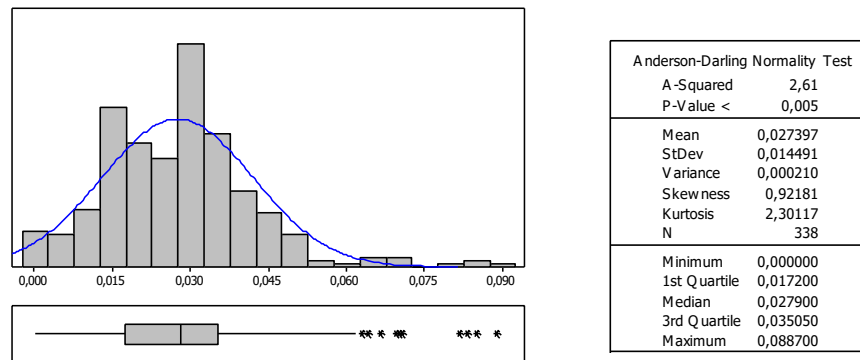 0,000 0,015 0,030 0,045 0,060 0,075 0,090
Anderson-Darling Normality Test
A-Squared 2,61
P-Value < 0,005
Mean 0,027397
StDev 0,014491
Variance 0,000210
Skewness 0,92181
Kurtosis 2,30117
N 338
Minimum 0,000000
1st Quartile 0,017200
Median 0,027900
3rd Quartile 0,035050
Maximum 0,088700